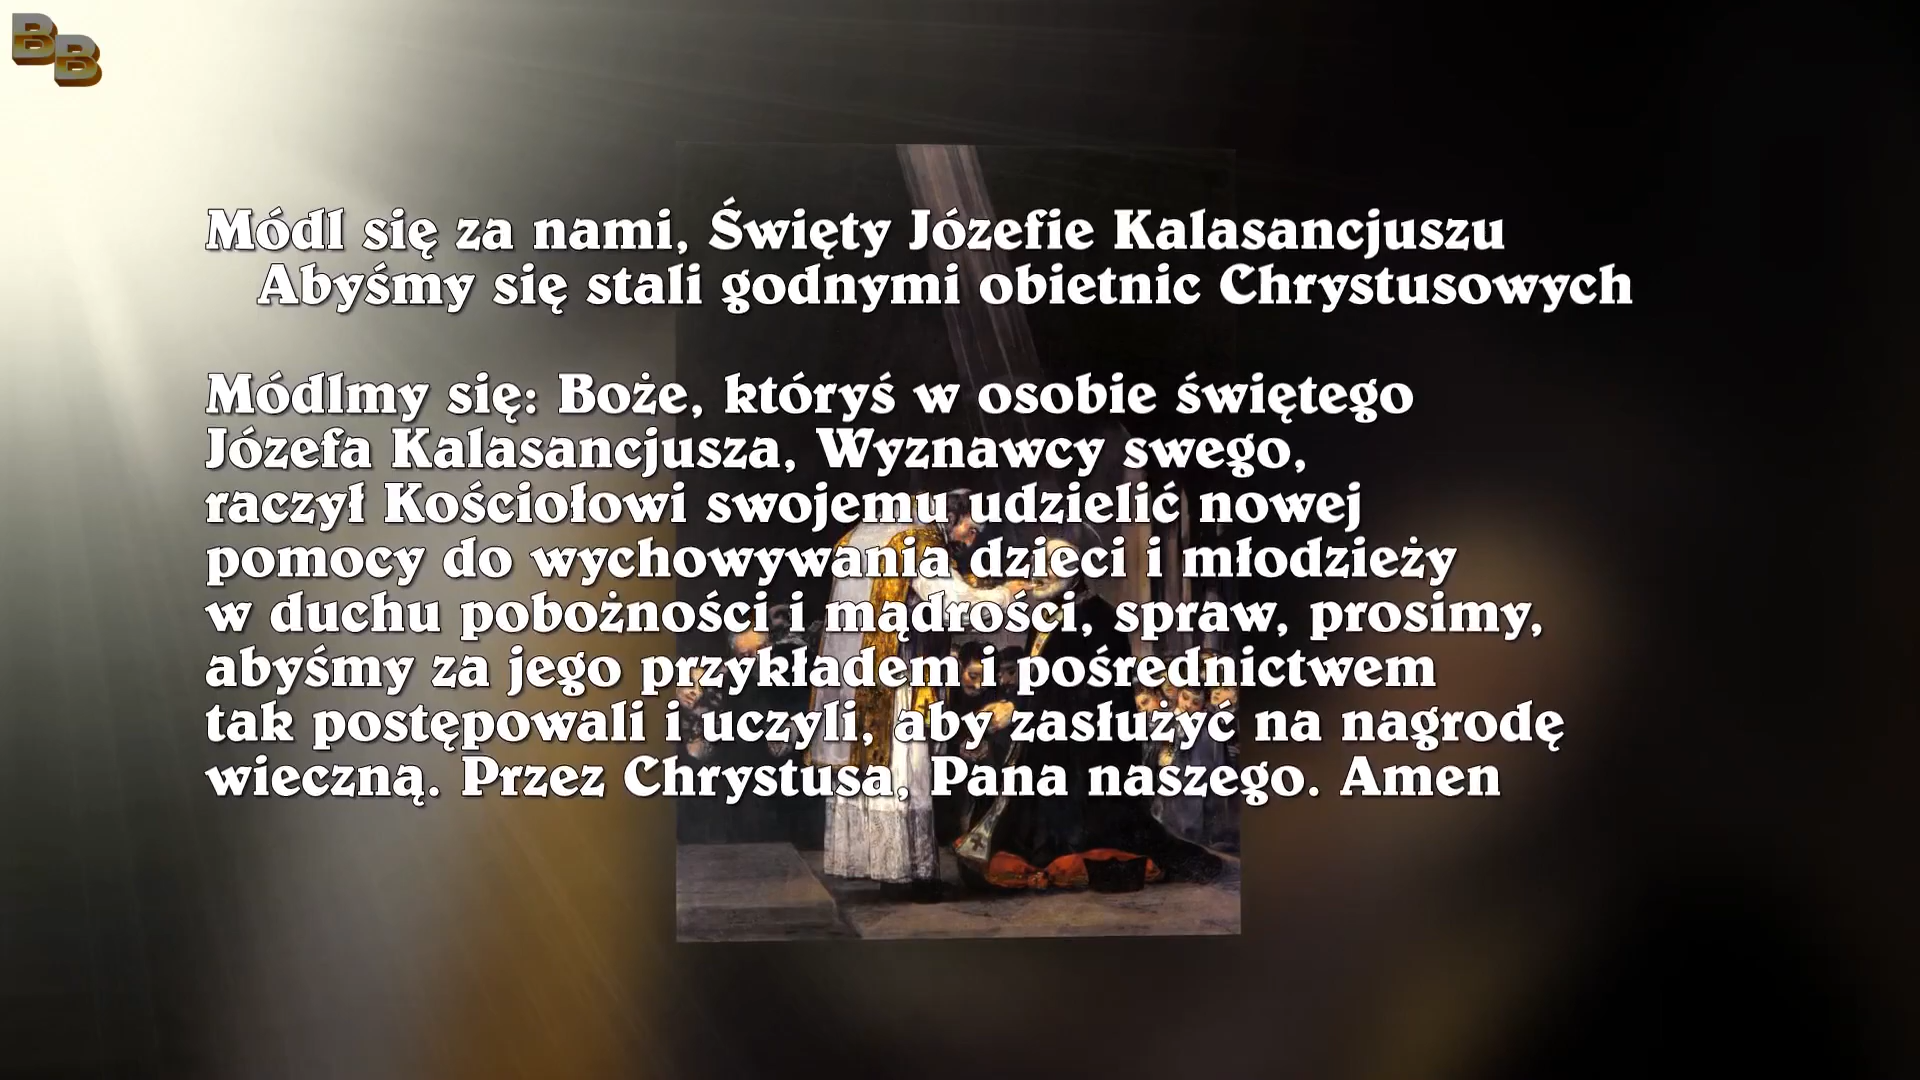 BB
Módl się za nami, Święty Józefie Kalasancjuszu
Abyśmy się stali godnymi obietnic Chrystusowych
Módlmy się: Boże, któryś w osobie świętego
Józefa Kalasancjusza, Wyznawcy swego,
raczył Kościołowi swojemu udzielić nowej
pomocy do wychowywania dzieci i młodzieży
w duchu pobożności i mądrości, spraw, prosimy,
abyśmy za jego przykładem i pośrednictwem
tak postępowali i uczyli, aby zasłużyć na nagrodę
wieczną. Przez Chrystusa, Pana naszego. Amen